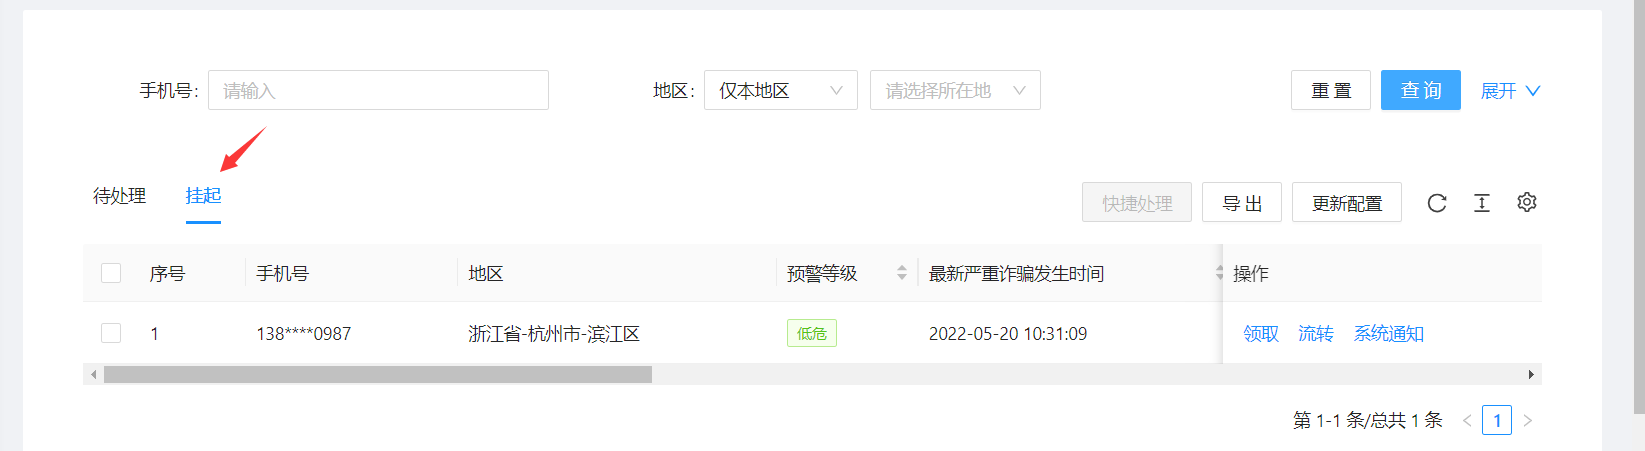 手机号: 请输入 地区: 仅本地区 请选择所在地 重 置 查 询 展开
待处理 挂起 快捷处理 导 出 更新配置
序号 手机号 地区 预警等级 最新严重诈骗发生时间 操作
1 138****0987 浙江省-杭州市-滨江区 低危 2022-05-20 10:31:09 领取 流转 系统通知
第 1-1 条/总共 1 条 < 1 >